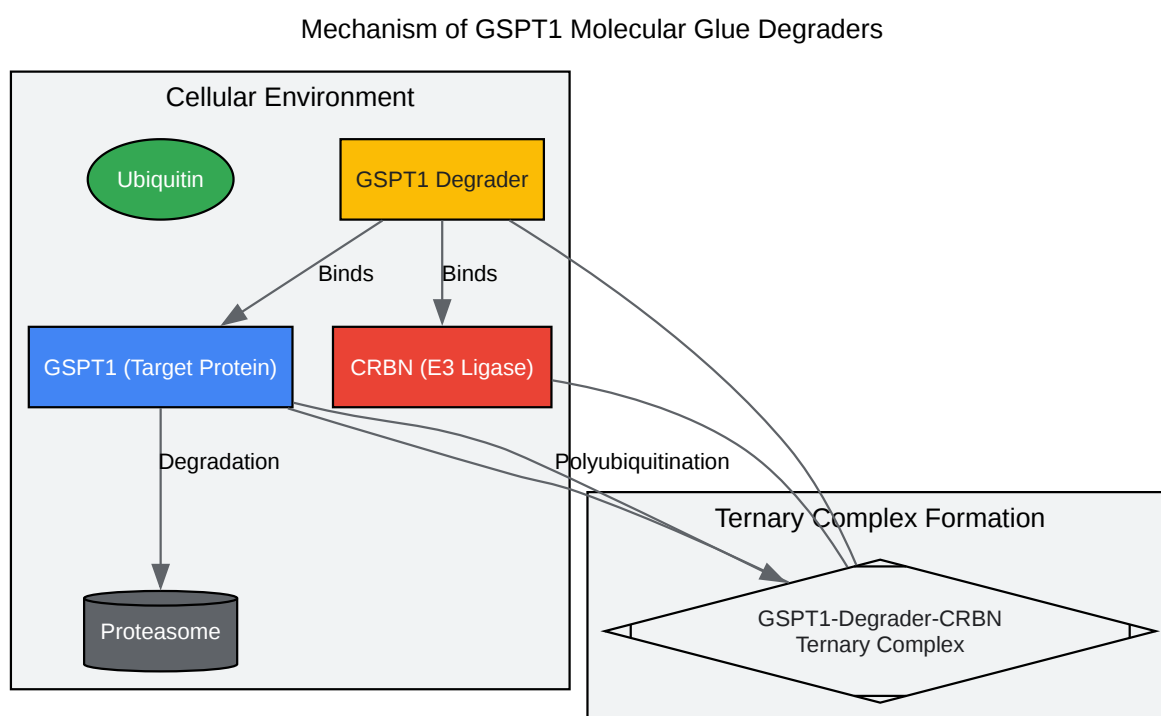 Mechanism of GSPT1 Molecular Glue Degraders
Cellular Environment
Ubiquitin
GSPT1 Degrader
Binds
Binds
GSPT1 (Target Protein)
CRBN (E3 Ligase)
Degradation
Polyubiquitination
Ternary Complex Formation
Proteasome
GSPT1-Degrader-CRBN
Ternary Complex